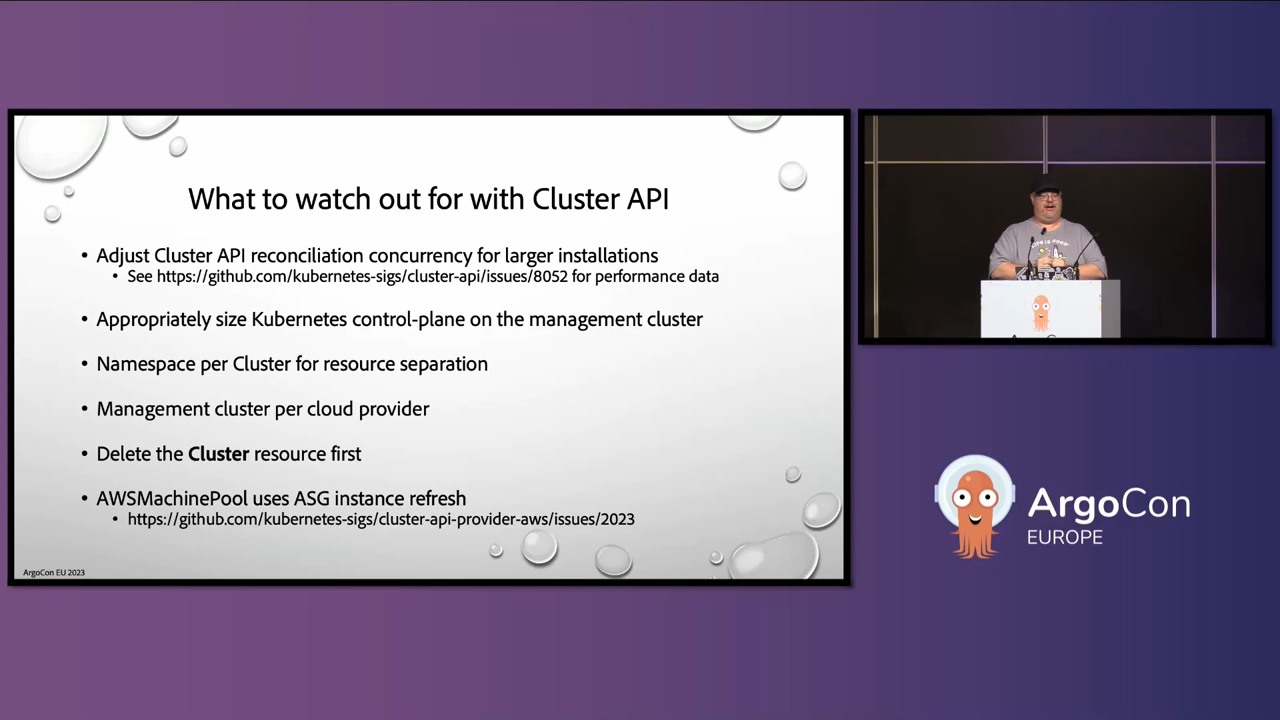 What to watch out for with Cluster API
• Adjust Cluster API reconciliation concurrency for larger installations
• See https://github.com/kubernetes-sigs/cluster-api/issues/8052 for performance data
• Appropriately size Kubernetes control-plane on the management cluster
• Namespace per Cluster for resource separation
• Management cluster per cloud provider
• Delete the Cluster resource first
• AWSMachinePool uses ASG instance refresh
• https://github.com/kubernetes-sigs/cluster-api-provider-aws/issues/2023
ArgoCon EU 2023
ArgoCon
EUROPE